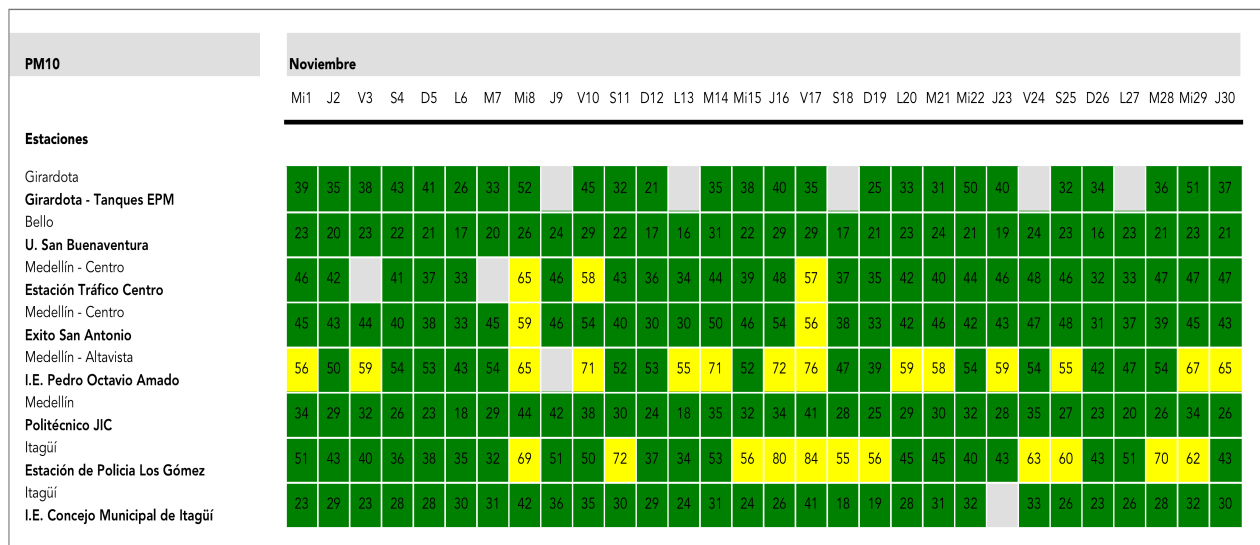 PM10 Noviembre
Mi1 J2 V3 S4 D5 L6 M7 Mi8 J9 V10 S11 D12 L13 M14 Mi15 J16 V17 S18 D19 L20 M21 Mi22 J23 V24 S25 D26 L27 M28 Mi29 J30
Estaciones
Girardota
Girardota - Tanques EPM
39 35 38 43 41 26 33 52 45 32 21 35 38 40 35 25 33 31 50 40 32 34 36 51 37
Bello
U. San Buenaventura
23 20 23 22 21 17 20 26 24 29 22 17 16 31 22 29 29 17 21 23 24 21 19 24 23 16 23 21 23 21
Medellín - Centro
Estación Tráfico Centro
46 42 41 37 33 65 46 58 43 36 34 44 39 48 57 37 35 42 40 44 46 48 46 32 33 47 47 47
Medellín - Centro
Exito San Antonio
45 43 44 40 38 33 45 59 46 54 40 30 30 50 46 54 56 38 33 42 46 42 43 47 48 31 37 39 45 43
Medellín - Altavista
I.E. Pedro Octavio Amado
56 50 59 54 53 43 54 65 71 52 53 55 71 52 72 76 47 39 59 58 54 59 54 55 42 47 54 67 65
Medellín
Politécnico JIC
34 29 32 26 23 18 29 44 42 38 30 24 18 35 32 34 41 28 25 29 30 32 28 35 27 23 20 26 34 26
Itagüí
Estación de Policia Los Gómez
51 43 40 36 38 35 32 69 51 50 72 37 34 53 56 80 84 55 56 45 45 40 43 63 60 43 51 70 62 43
Itagüí
I.E. Concejo Municipal de Itagüí
23 29 23 28 28 30 31 42 36 35 30 29 24 31 24 26 41 18 19 28 31 32 33 26 23 26 28 32 30